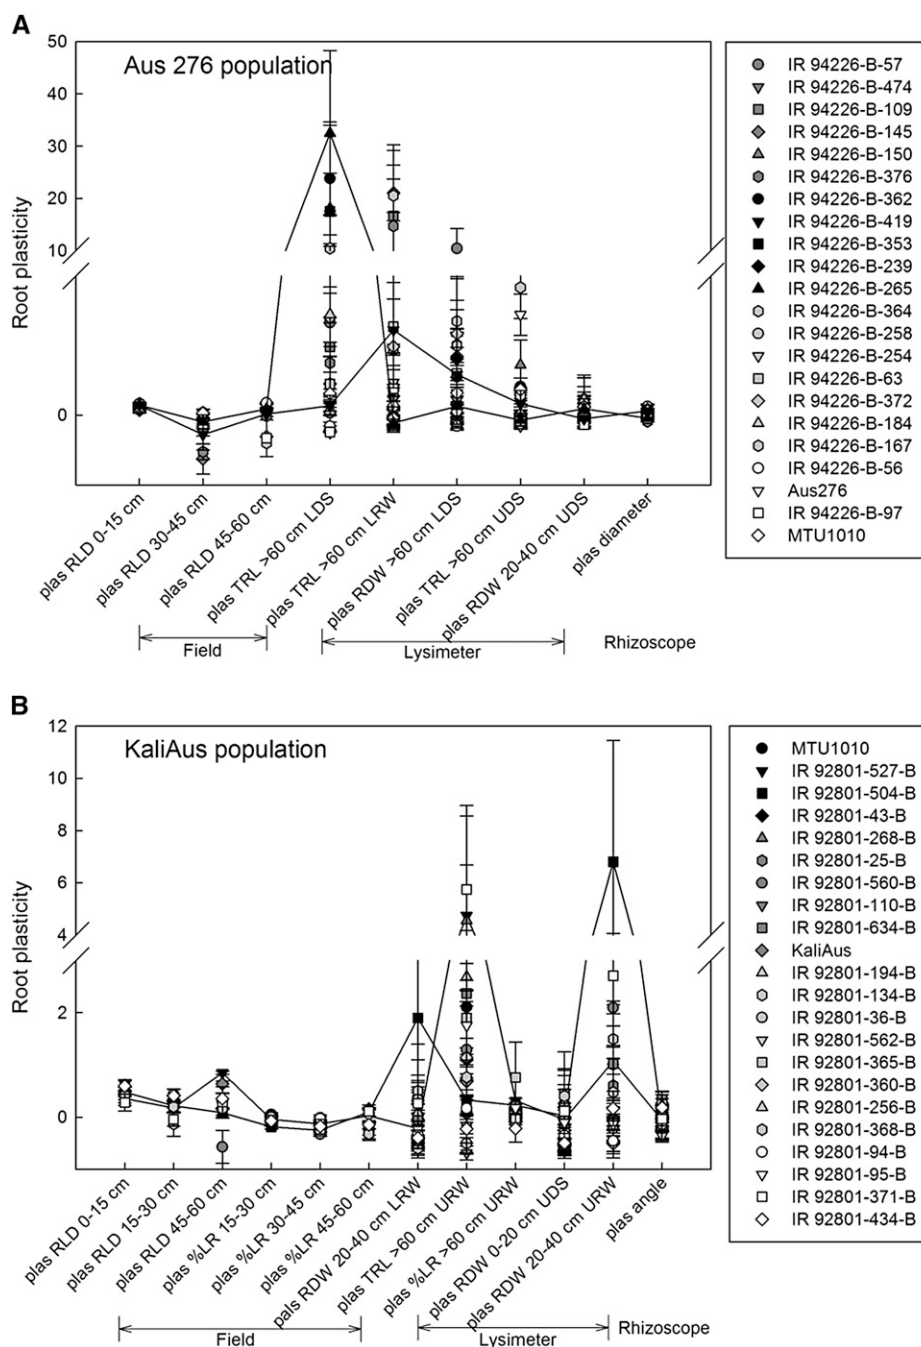 A
Aus 276 population
Root plasticity
50
40
30
20
10
0
plas RLD 0-15 cm
plas RLD 30-45 cm
plas RLD 45-60 cm
plas TRL >60 cm LDS
plas TRL >60 cm LRW
plas RDW >60 cm LDS
plas TRL >60 cm UDS
plas RDW 20-40 cm UDS
plas diameter
Field
Lysimeter
Rhizoscope
IR 94226-B-57
IR 94226-B-474
IR 94226-B-109
IR 94226-B-145
IR 94226-B-150
IR 94226-B-376
IR 94226-B-362
IR 94226-B-419
IR 94226-B-353
IR 94226-B-239
IR 94226-B-265
IR 94226-B-364
IR 94226-B-258
IR 94226-B-254
IR 94226-B-63
IR 94226-B-372
IR 94226-B-184
IR 94226-B-167
IR 94226-B-56
Aus276
IR 94226-B-97
MTU1010
B
KaliAus population
Root plasticity
12
10
8
6
4
2
0
plas RLD 0-15 cm
plas RLD 15-30 cm
plas RLD 45-60 cm
plas %LR 15-30 cm
plas %LR 30-45 cm
plas %LR 45-60 cm
pals RDW 20-40 cm LRW
plas TRL >60 cm URW
plas %LR >60 cm URW
plas RDW 0-20 cm UDS
plas RDW 20-40 cm URW
plas angle
Field
Lysimeter
Rhizoscope
MTU1010
IR 92801-527-B
IR 92801-504-B
IR 92801-43-B
IR 92801-268-B
IR 92801-25-B
IR 92801-560-B
IR 92801-110-B
IR 92801-634-B
KaliAus
IR 92801-194-B
IR 92801-134-B
IR 92801-36-B
IR 92801-562-B
IR 92801-365-B
IR 92801-360-B
IR 92801-256-B
IR 92801-368-B
IR 92801-94-B
IR 92801-95-B
IR 92801-371-B
IR 92801-434-B